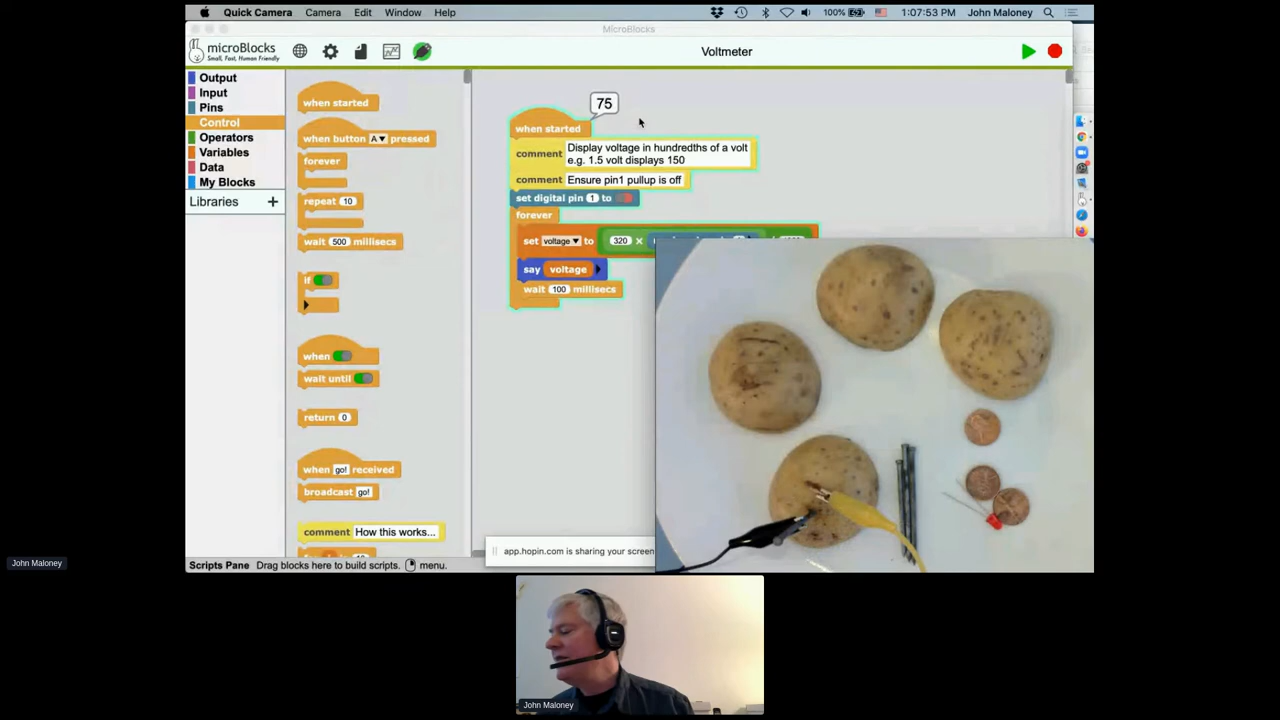 Quick Camera Camera Edit Window Help 100% 1:07:53 PM John Maloney
MicroBlocks
microBlocks
Small, Fast, Human Friendly
Voltmeter
Output
Input
Pins
Control
Operators
Variables
Data
My Blocks
Libraries +
when started
when button A pressed
forever
repeat 10
wait 500 millisecs
if
when
wait until
return 0
when go! received
broadcast go!
comment How this works...
75
when started
comment Display voltage in hundredths of a volt
e.g. 1.5 volt displays 150
comment Ensure pin1 pullup is off
set digital pin 1 to
forever
set voltage to 320 ×
say voltage
wait 100 millisecs
app.hopin.com is sharing your screen
Scripts Pane Drag blocks here to build scripts. menu.
John Maloney
John Maloney